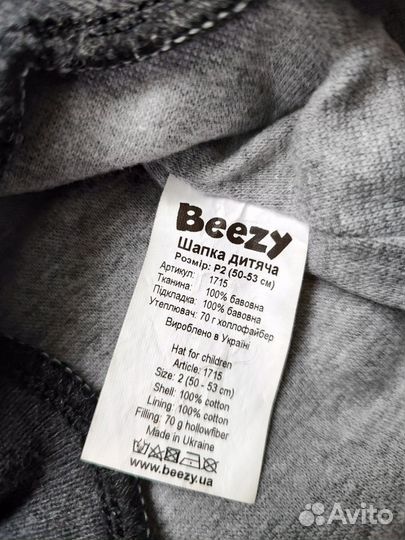 Beezy
Шапка дитяча
Розмір: P2 (50-53 см)
Артикул: 1715
Тканина: 100% бавовна
Підкладка: 100% бавовна
Утеплювач: 70 г холлофайбер
Вироблено в Україні
Hat for children
Article: 1715
Size: 2 (50 - 53 cm)
Shell: 100% cotton
Lining: 100% cotton
Filling: 70 g hollowfiber
Made in Ukraine
www.beezy.ua
Avito